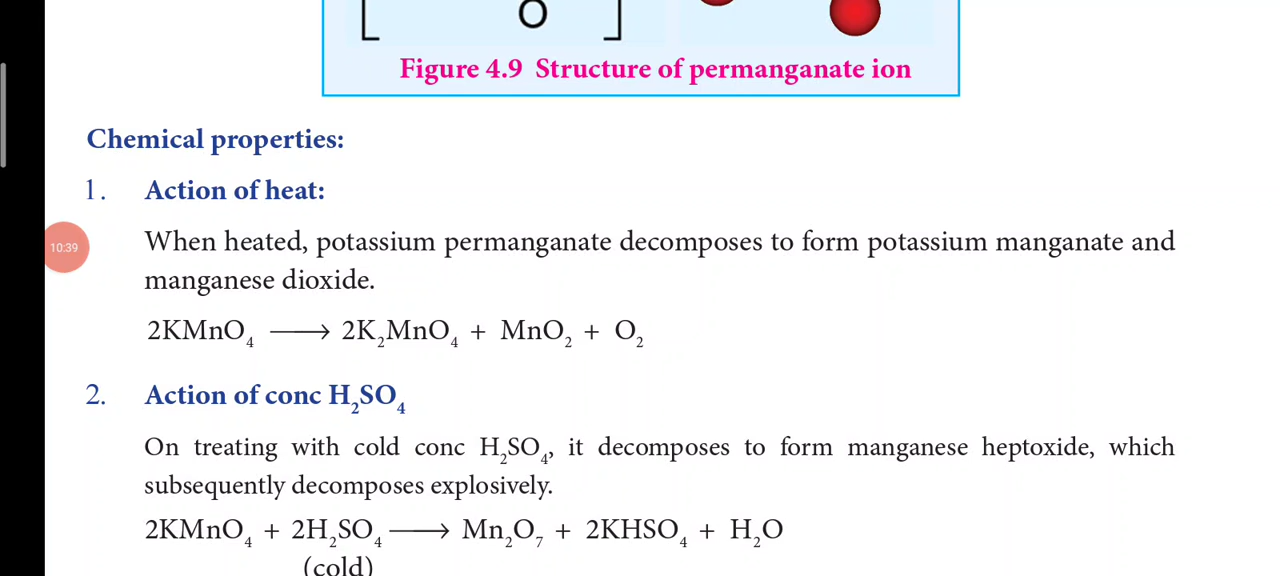 [ O ]
Figure 4.9 Structure of permanganate ion
Chemical properties:
1. Action of heat:
10:39
When heated, potassium permanganate decomposes to form potassium manganate and
manganese dioxide.
2KMnO₄ ⟶ 2K₂MnO₄ + MnO₂ + O₂
2. Action of conc H₂SO₄
On treating with cold conc H₂SO₄, it decomposes to form manganese heptoxide, which
subsequently decomposes explosively.
2KMnO₄ + 2H₂SO₄ ⟶ Mn₂O₇ + 2KHSO₄ + H₂O
(cold)